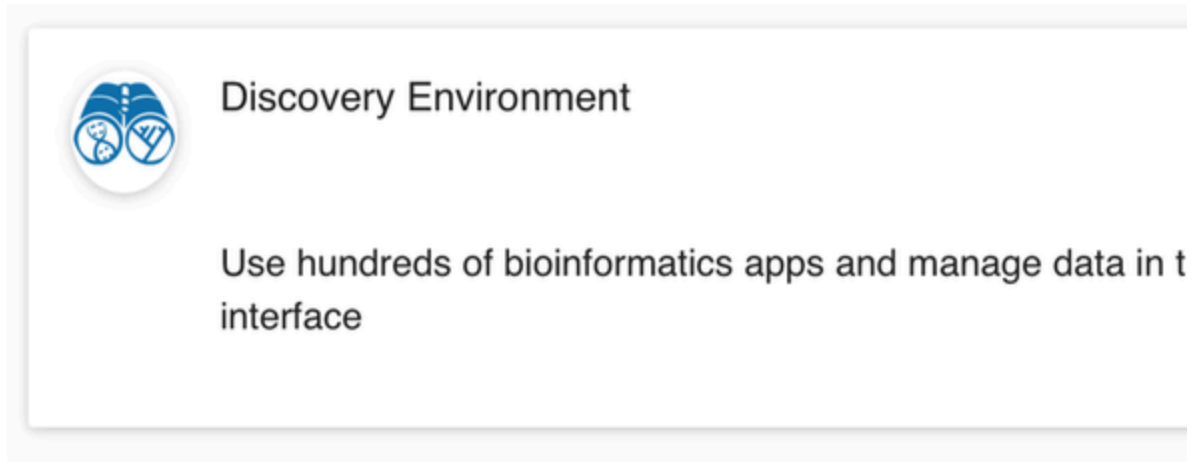 Discovery Environment
Use hundreds of bioinformatics apps and manage data in t
interface